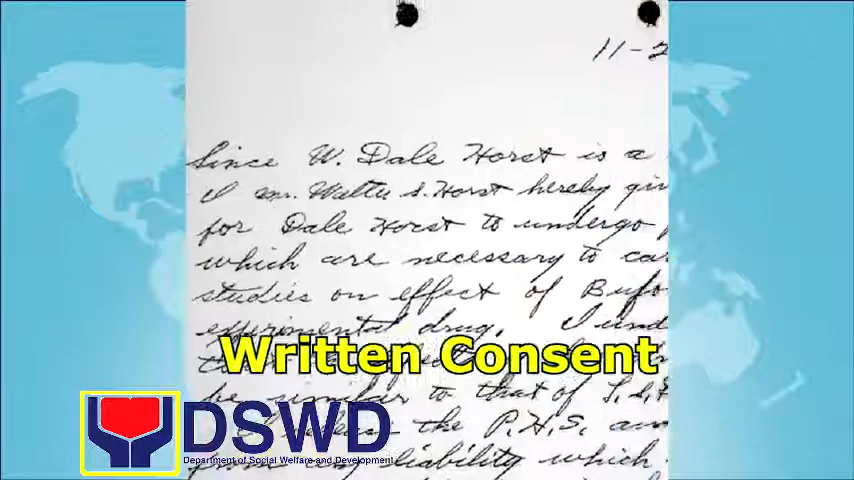 11-2
Since W. Dale Horst is a
I Mr. Walter S. Horst hereby giv
for Dale Horst to undergo
which are necessary to car
studies on effect of Bufo
experimental drug. I und
Written Consent
be similar to that of
DSWD
the P.H.S. an
Department of Social Welfare and Development
liability which